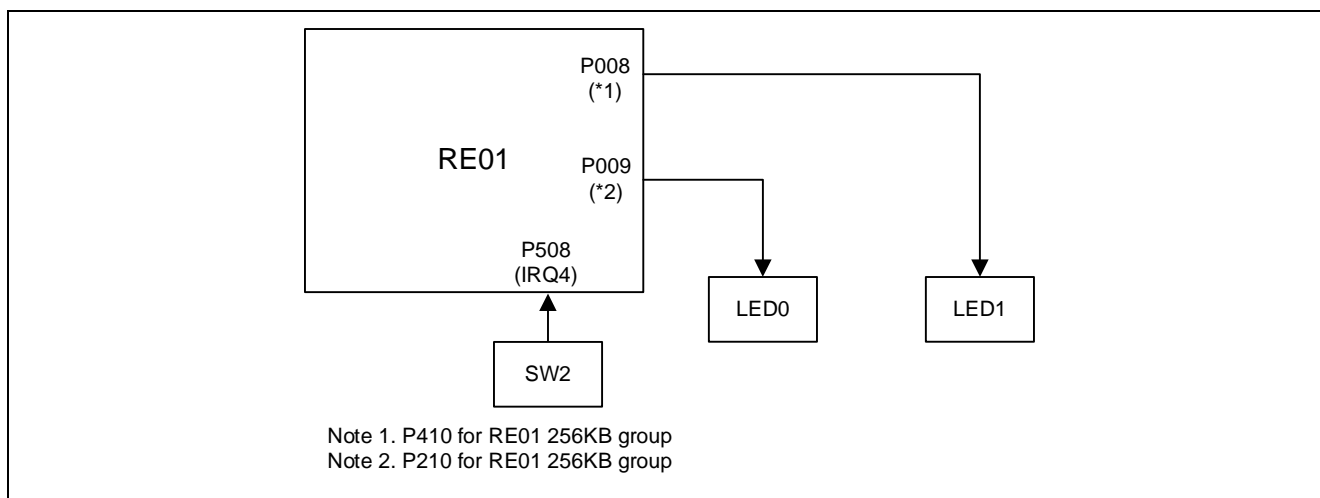 P008
(*1)
RE01
P009
(*2)
P508
(IRQ4)
LED0
LED1
SW2
Note 1. P410 for RE01 256KB group
Note 2. P210 for RE01 256KB group